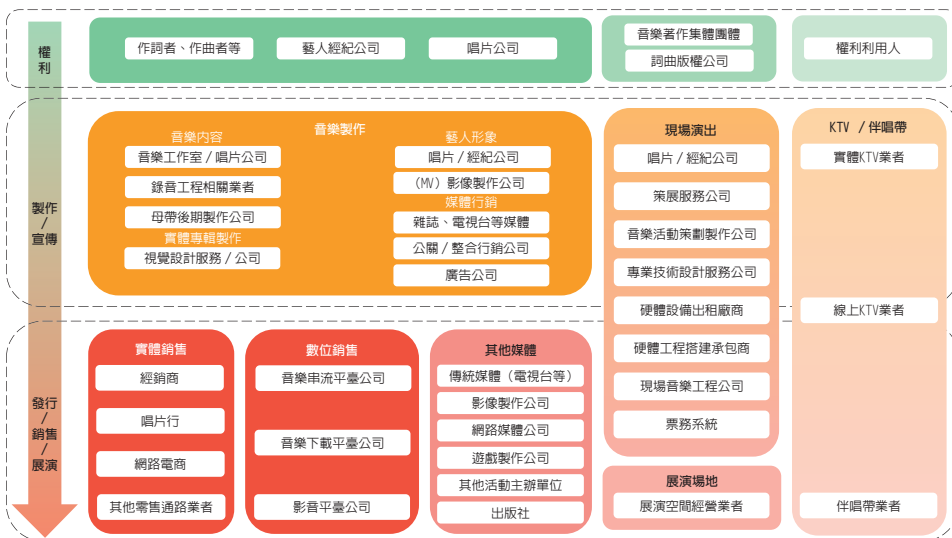 權
利
作詞者、作曲者等
藝人經紀公司
唱片公司
音樂著作集體團體
詞曲版權公司
權利利用人
製作
/
宣傳
音樂製作
音樂內容
音樂工作室/唱片公司
錄音工程相關業者
母帶後期製作公司
實體專輯製作
視覺設計服務/公司
藝人形象
唱片/經紀公司
(MV)影像製作公司
媒體行銷
雜誌、電視台等媒體
公關/整合行銷公司
廣告公司
現場演出
唱片/經紀公司
策展服務公司
音樂活動策劃製作公司
專業技術設計服務公司
硬體設備出租廠商
硬體工程搭建承包商
現場音樂工程公司
票務系統
KTV /伴唱帶
實體KTV業者
線上KTV業者
伴唱帶業者
發行
/
銷售
/
展演
實體銷售
經銷商
唱片行
網路電商
其他零售通路業者
數位銷售
音樂串流平臺公司
音樂下載平臺公司
影音平臺公司
其他媒體
傳統媒體(電視台等)
影像製作公司
網路媒體公司
遊戲製作公司
其他活動主辦單位
出版社
展演場地
展演空間經營業者